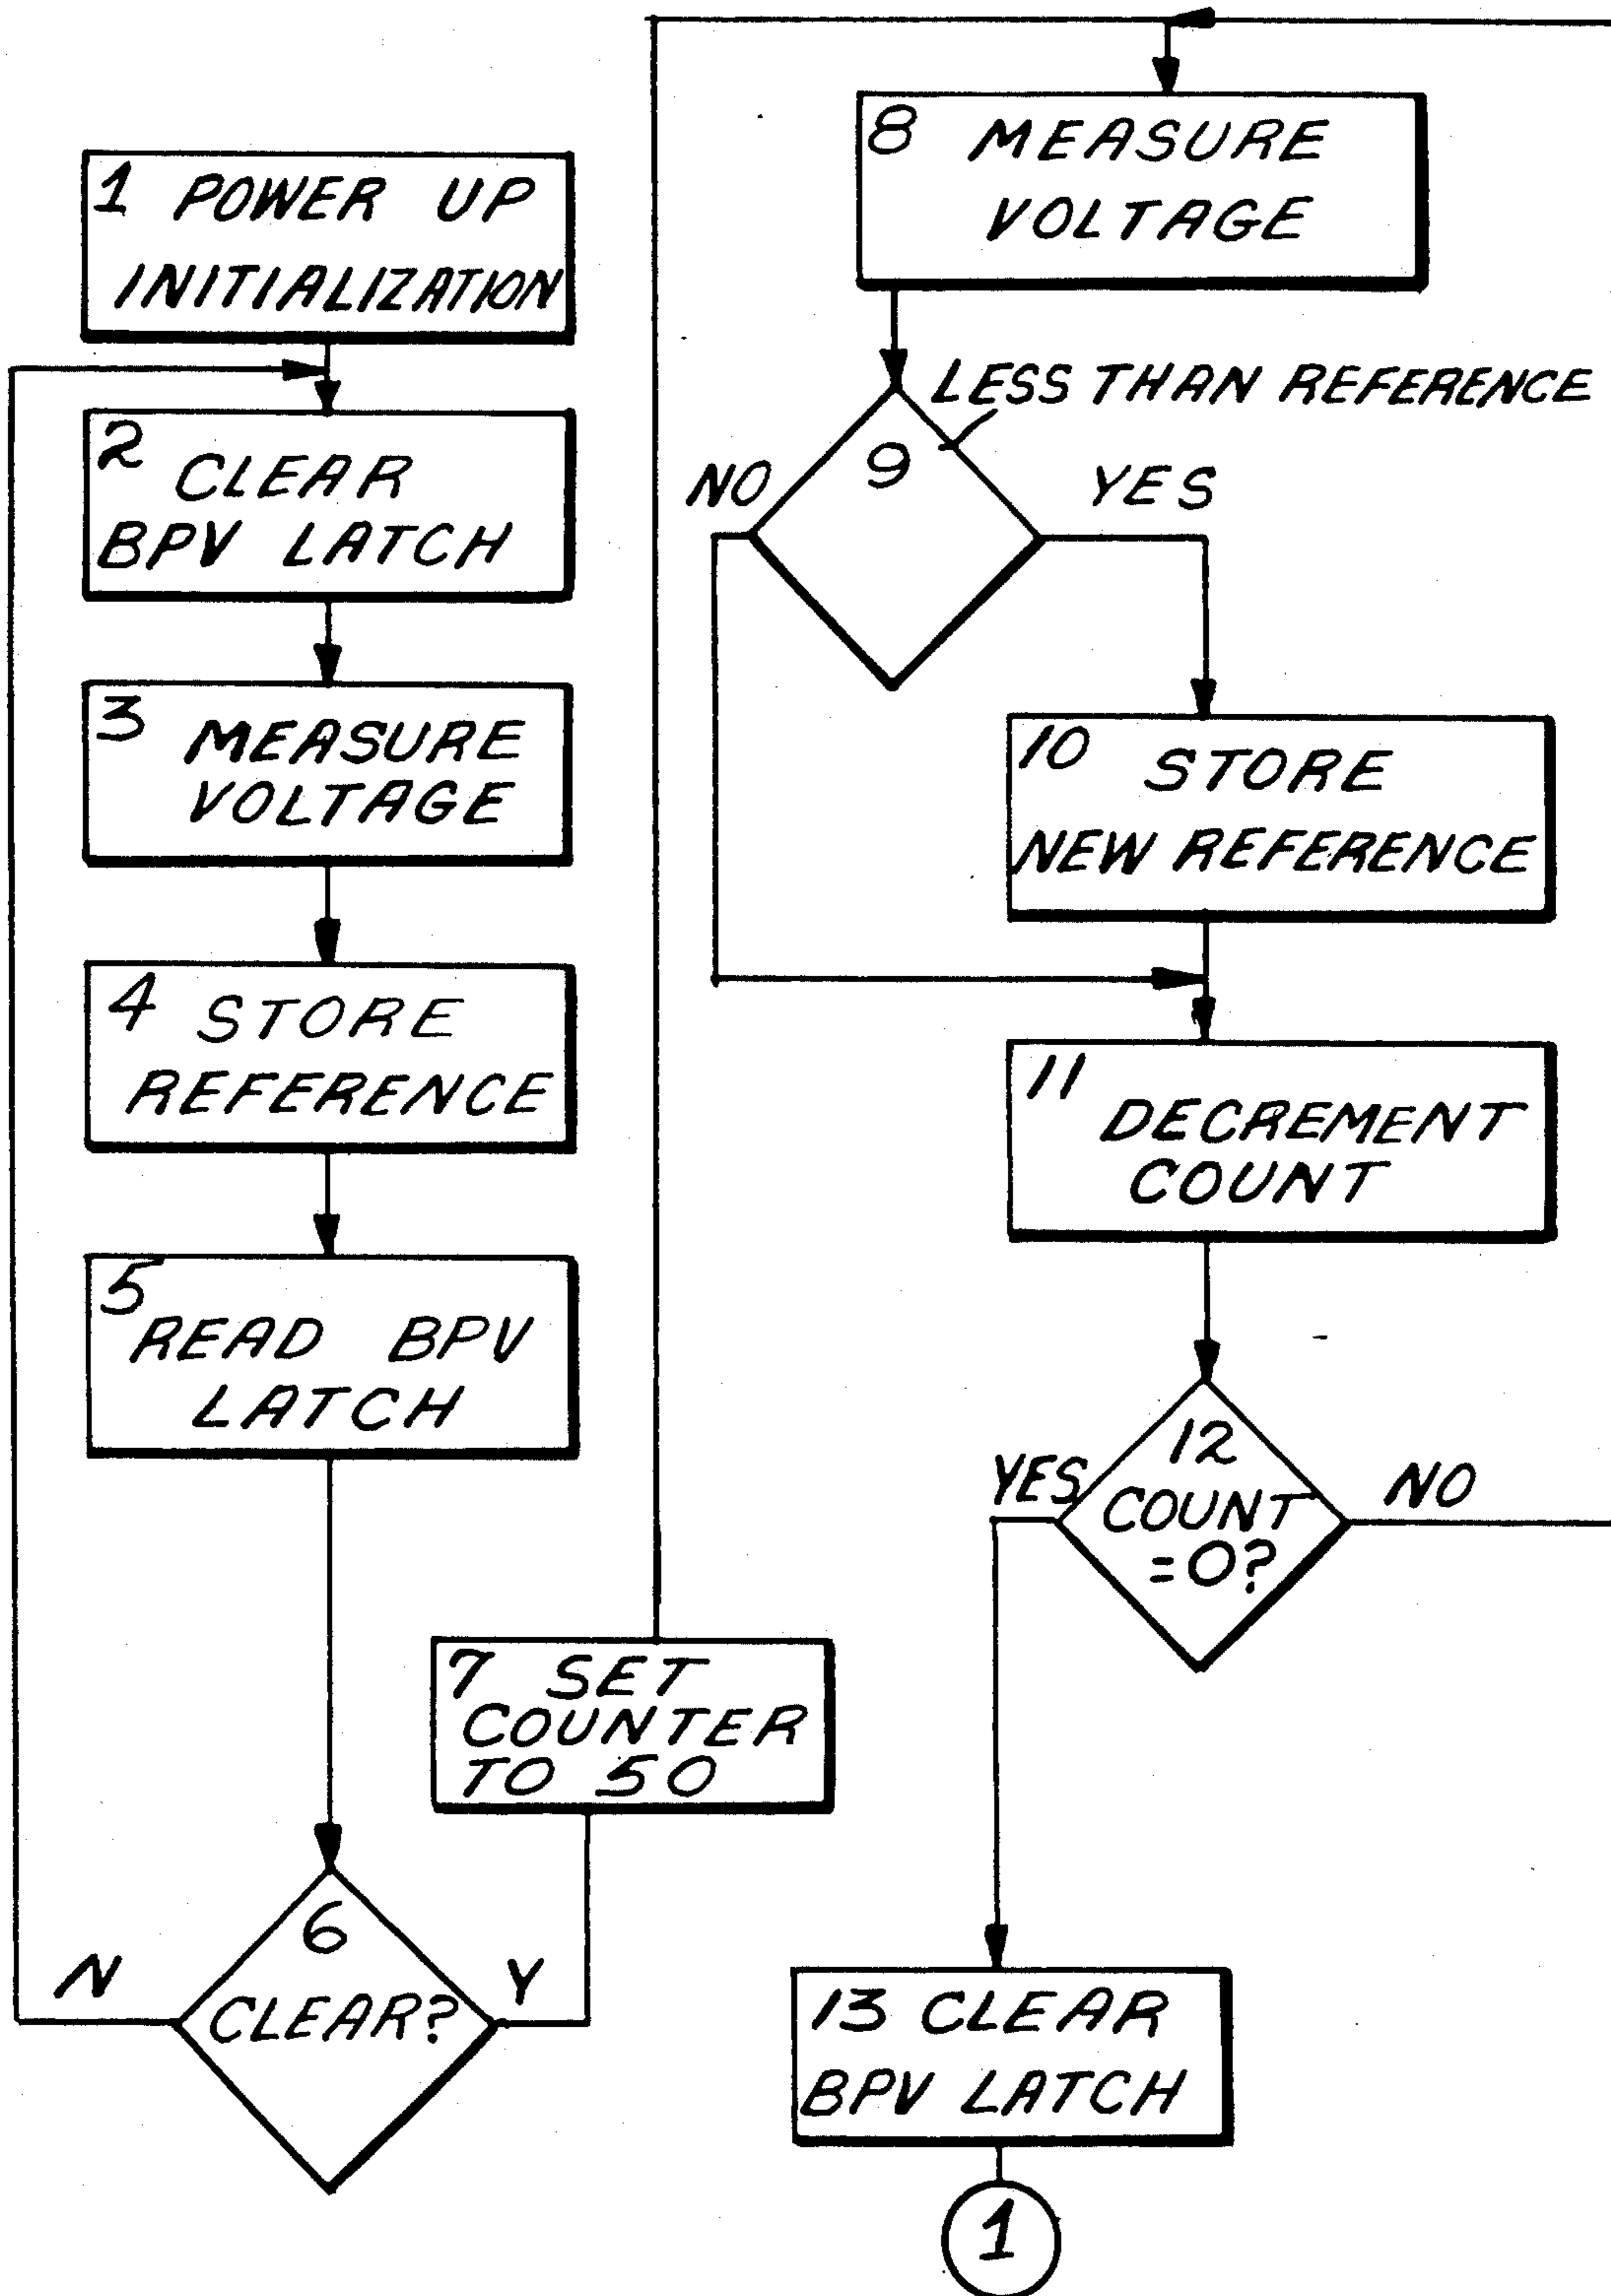 1 POWER UP
INITIALIZATION
2 CLEAR
BPV LATCH
3 MEASURE
VOLTAGE
4 STORE
REFERENCE
5
READ BPV
LATCH
6
CLEAR?
N
Y
7 SET
COUNTER
TO 50
8 MEASURE
VOLTAGE
LESS THAN REFERENCE
9
NO
YES
10 STORE
NEW REFERENCE
11
DECREMENT
COUNT
12
COUNT
=0?
YES
NO
13 CLEAR
BPV LATCH
1